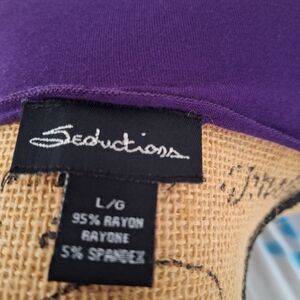 Seductions
L/G
95% RAYON
RAYONE
5% SPANDEX